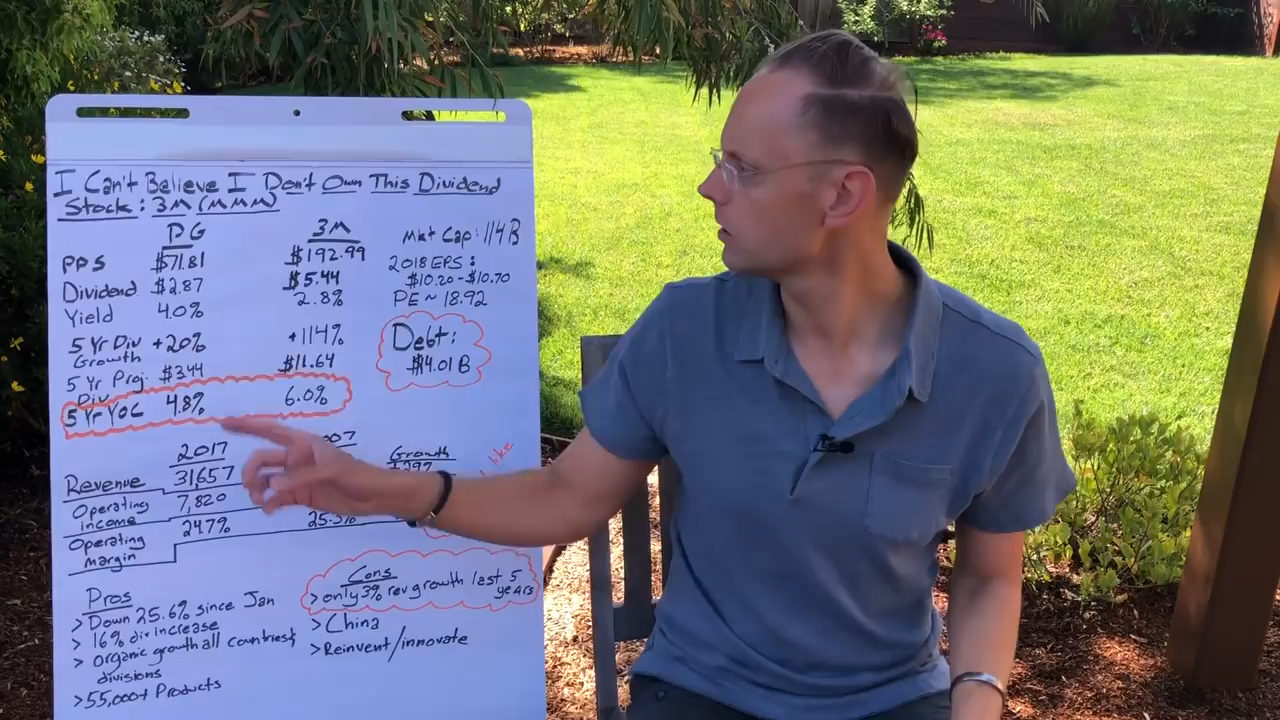 I Can't Believe I Don't Own This Dividend
Stock: 3M (MMM)
PG 3M
PPS $71.81 $192.99
Dividend $2.87 $5.44
Yield 4.0% 2.8%
5 Yr Div +20% +114%
Growth
5 Yr Proj. $3.44 $11.64
Div
5 Yr YOC 4.8% 6.0%
Mkt Cap: 114 B
2018 EPS:
$10.20-$10.70
PE ~ 18.92
Debt:
$14.01 B
2017 Growth
Revenue 31,657
Operating 7,820
income
Operating 24.7%
margin
like
Pros
> Down 25.6% since Jan
> 16% div increase
> Organic growth all countries &
divisions
> 55,000+ Products
Cons
> only 3% rev growth last 5
years
> China
> Reinvent/innovate